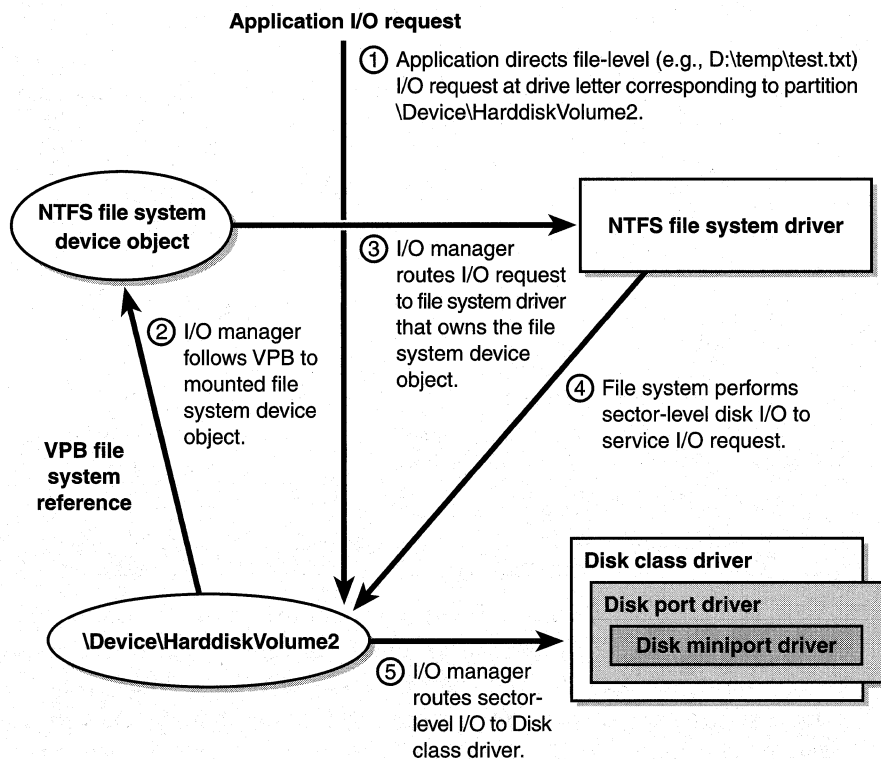 Application I/O request
① Application directs file-level (e.g., D:\temp\test.txt)
I/O request at drive letter corresponding to partition
\Device\HarddiskVolume2.
NTFS file system
device object
NTFS file system driver
③ I/O manager
routes I/O request
to file system driver
that owns the file
system device
object.
② I/O manager
follows VPB to
mounted file
system device
object.
④ File system performs
sector-level disk I/O to
service I/O request.
VPB file
system
reference
Disk class driver
Disk port driver
Disk miniport driver
\Device\HarddiskVolume2
⑤ I/O manager
routes sector-
level I/O to Disk
class driver.